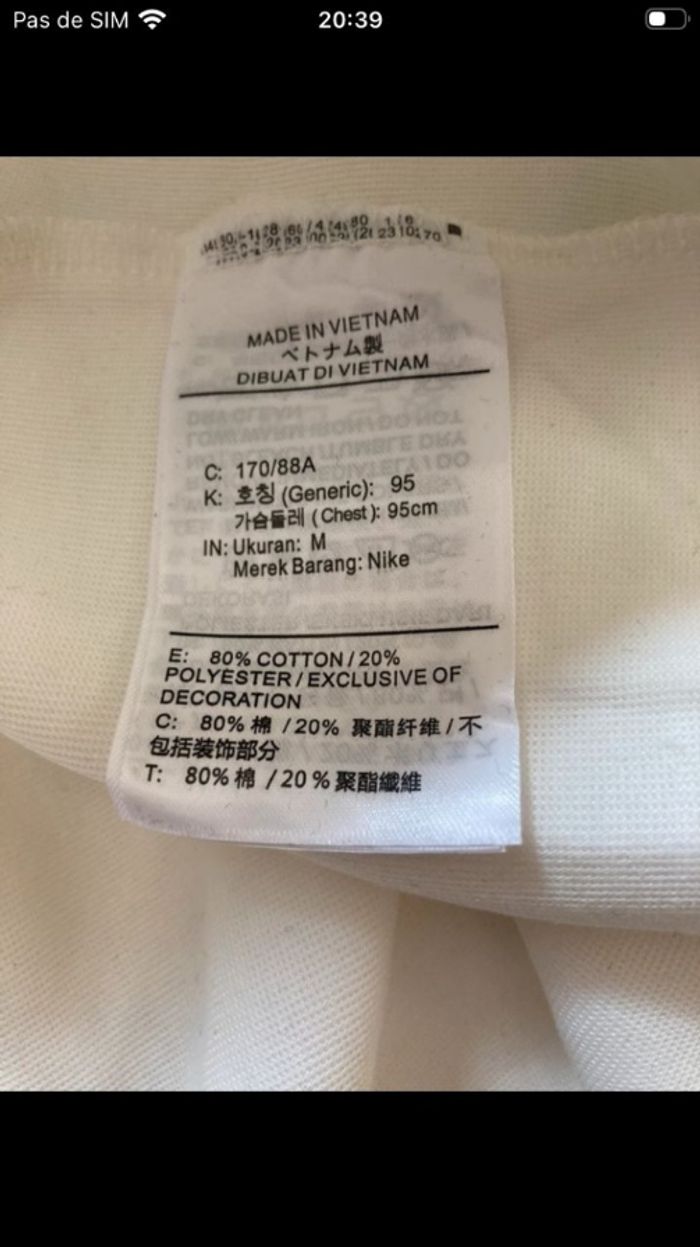 Pas de SIM
20:39
MADE IN VIETNAM
ベトナム製
DIBUAT DI VIETNAM
C: 170/88A
K: 호칭 (Generic): 95
가슴둘레 (Chest): 95cm
IN: Ukuran: M
Merek Barang: Nike
E: 80% COTTON / 20%
POLYESTER / EXCLUSIVE OF
DECORATION
C: 80% 棉 / 20% 聚酯纤维 / 不
包括装饰部分
T: 80% 棉 / 20 % 聚酯纖維